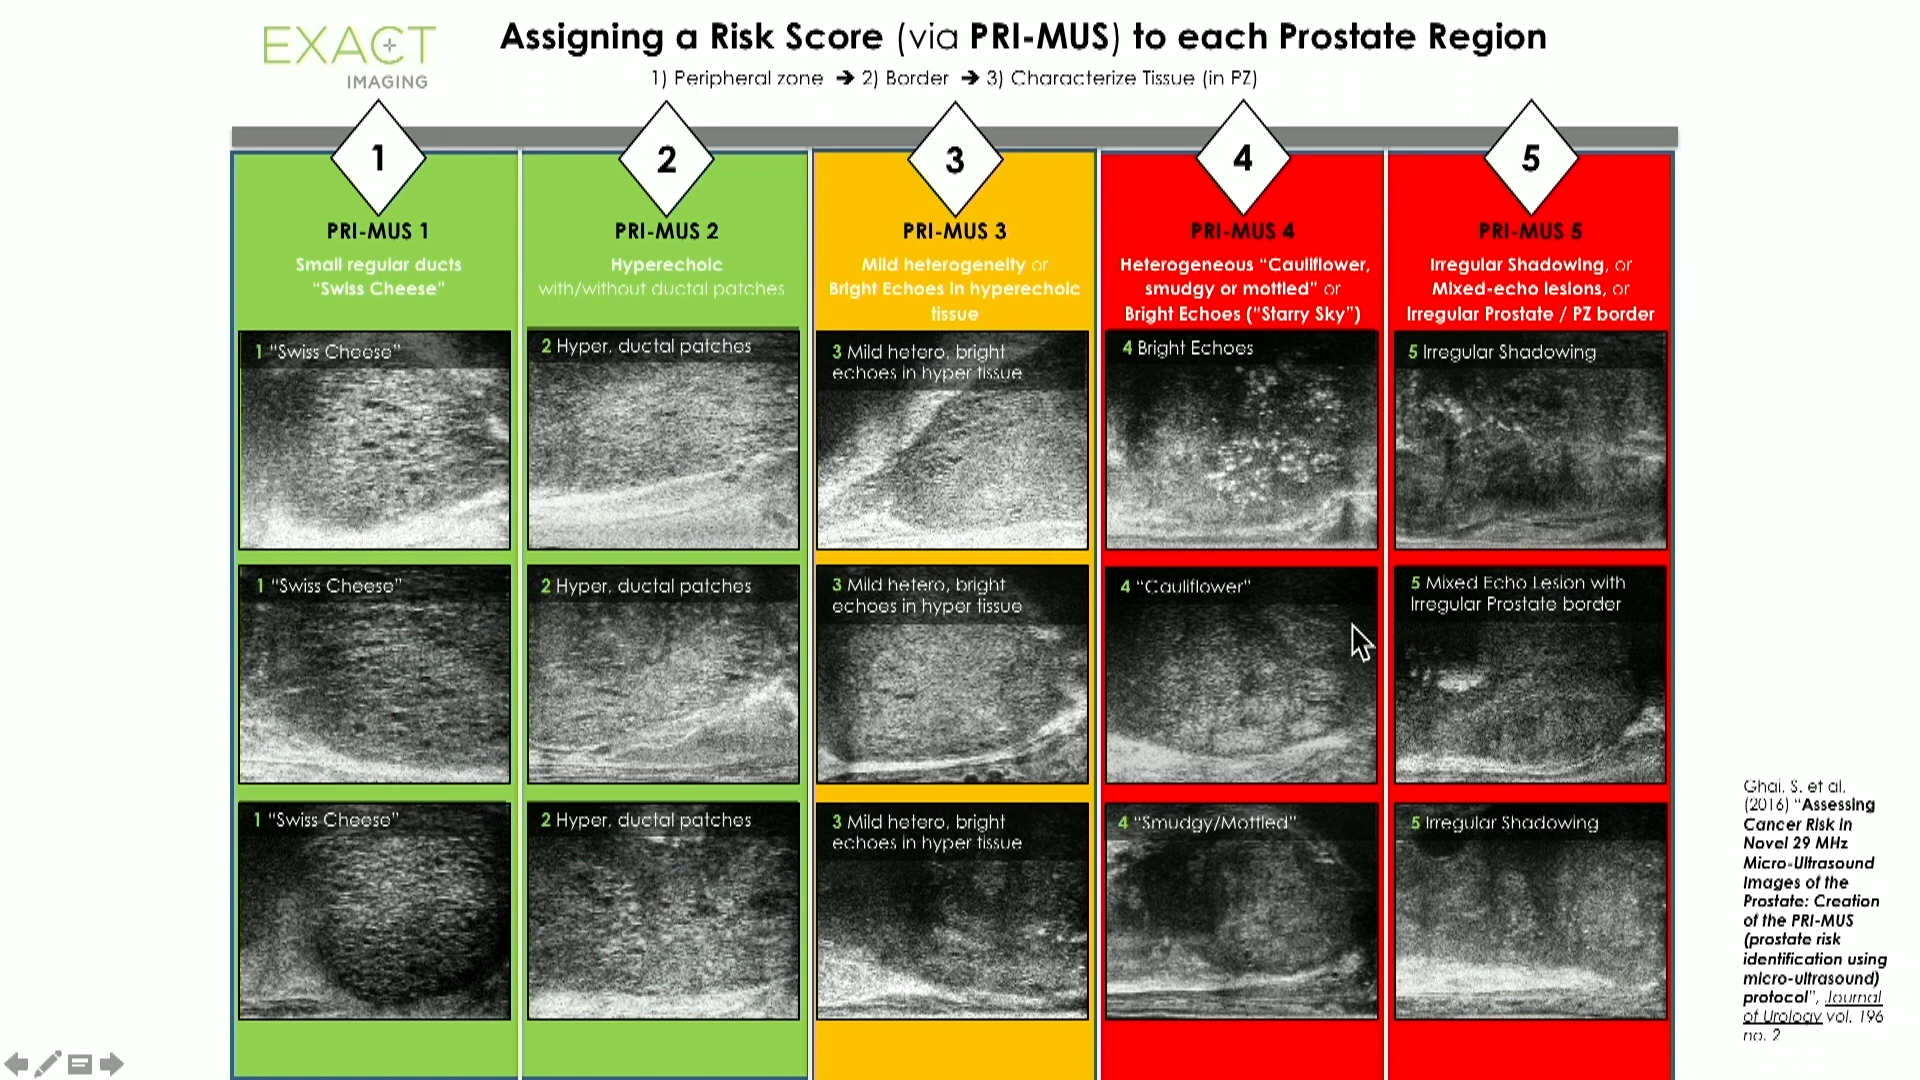 EXACT
IMAGING
Assigning a Risk Score (via PRI-MUS) to each Prostate Region
1) Peripheral zone ➔ 2) Border ➔ 3) Characterize Tissue (in PZ)
1
PRI-MUS 1
Small regular ducts
“Swiss Cheese”
1 “Swiss Cheese”
1 “Swiss Cheese”
1 “Swiss Cheese”
2
PRI-MUS 2
Hyperechoic
with/without ductal patches
2 Hyper, ductal patches
2 Hyper, ductal patches
2 Hyper, ductal patches
3
PRI-MUS 3
Mild heterogeneity or
Bright Echoes in hyperechoic
tissue
3 Mild hetero, bright
echoes in hyper tissue
3 Mild hetero, bright
echoes in hyper tissue
3 Mild hetero, bright
echoes in hyper tissue
4
PRI-MUS 4
Heterogeneous “Cauliflower,
smudgy or mottled” or
Bright Echoes (“Starry Sky”)
4 Bright Echoes
4 “Cauliflower”
4 “Smudgy/Mottled”
5
PRI-MUS 5
Irregular Shadowing, or
Mixed-echo lesions, or
Irregular Prostate / PZ border
5 Irregular Shadowing
5 Mixed Echo Lesion with
Irregular Prostate border
5 Irregular Shadowing
Ghai, S. et al.
(2016) “Assessing
Cancer Risk in
Novel 29 MHz
Micro-Ultrasound
Images of the
Prostate: Creation
of the PRI-MUS
(prostate risk
identification using
micro-ultrasound)
protocol”, Journal
of Urology vol. 196
no. 2